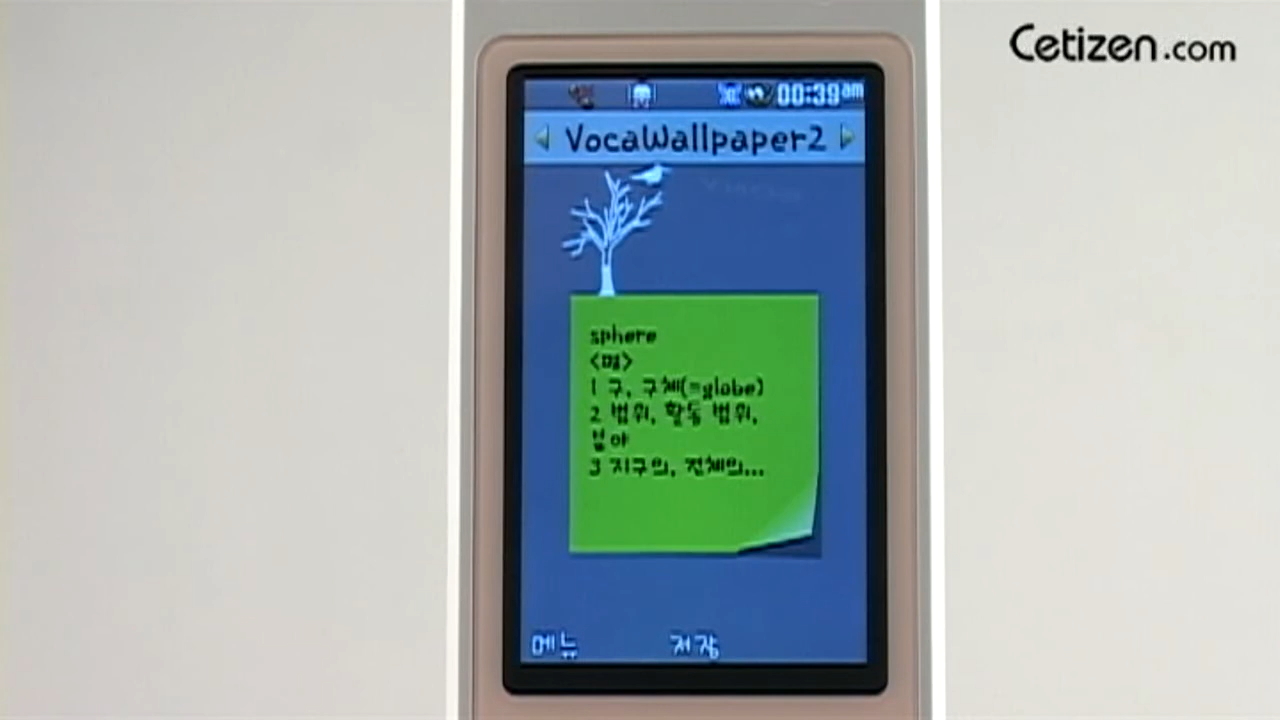 Cetizen.com
00:39am
VocaWallpaper2
sphere
<명>
1 구, 구체(=globe)
2 범위, 활동 범위,
분야
3 지구의, 천체의...
메뉴 저장